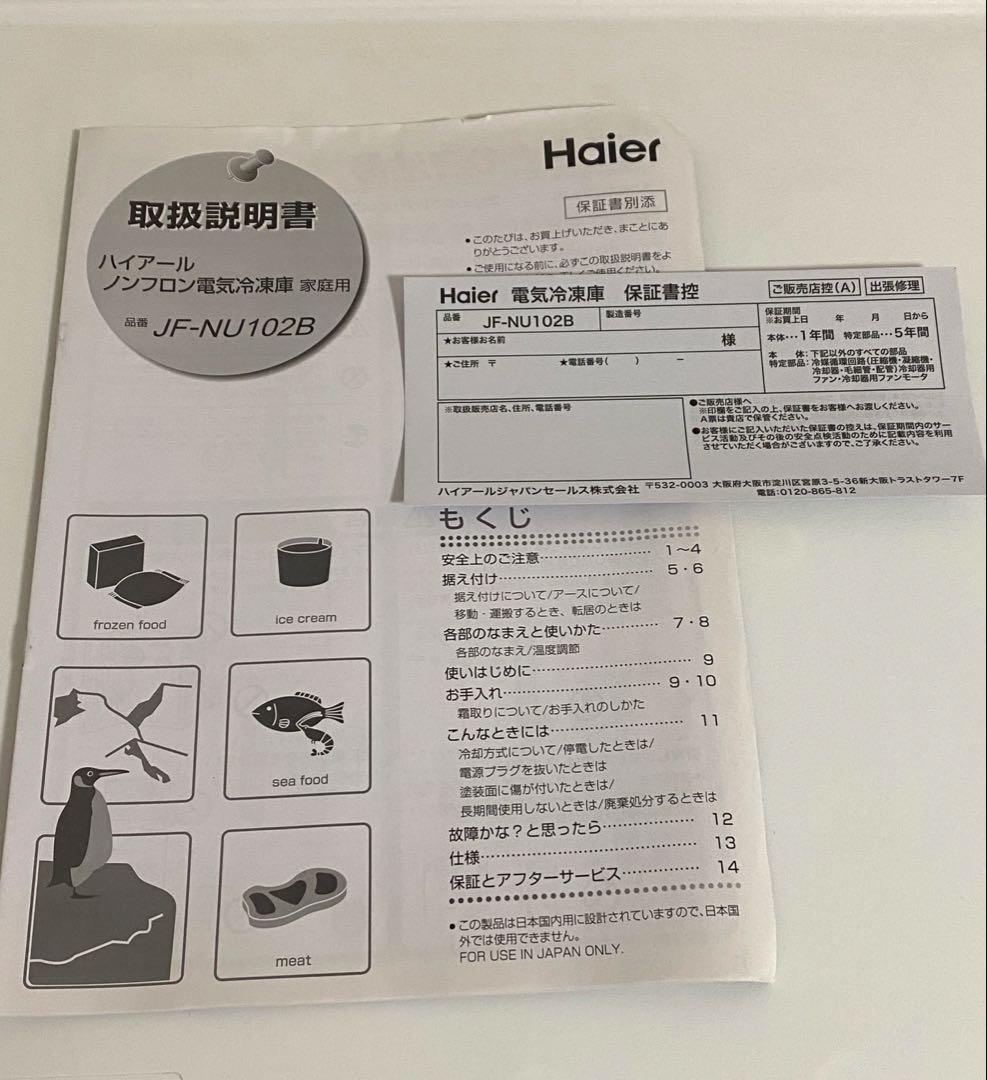 Haier
取扱説明書
ハイアール
ノンフロン電気冷凍庫 家庭用
品番 JF-NU102B
保証書別添
•このたびは、お買上げいただき、まことにあ
りがとうございます。
•ご使用になる前に、必ずこの取扱説明書をよ
Haier 電気冷凍庫 保証書控
ご販売店控(A) 出張修理
品番 JF-NU102B 製造番号
★お客様お名前 様
★ご住所 〒 ★電話番号( ) －
保証期間
※お買上日 年 月 日から
本体…1年間 特定部品…5年間
本 体:下記以外のすべての部品
特定部品:冷媒循環回路(圧縮機・凝縮機・
冷却器・毛細管・配管)冷却器用
ファン・冷却器用ファンモータ
※取扱販売店名、住所、電話番号
●ご販売店様へ
※印欄をご記入の上、保証書をお客様へお渡しください。
A票は貴店で保管ください。
●お客様にご記入いただいた保証書の控えは、保証期間内のサー
ビス活動及びその後の安全点検活動のために記載内容を利用
させていただく場合がございますので、ご了承ください。
ハイアールジャパンセールス株式会社 〒532-0003 大阪府大阪市淀川区宮原3-5-36新大阪トラストタワー7F
電話:0120-865-812
もくじ
安全上のご注意 1～4
据え付け 5・6
据え付けについて/アースについて/
移動・運搬するとき、転居のときは
各部のなまえと使いかた 7・8
各部のなまえ/温度調節
使いはじめに 9
お手入れ 9・10
霜取りについて/お手入れのしかた
こんなときには 11
冷却方式について/停電したときは/
電源プラグを抜いたときは
塗装面に傷が付いたときは/
長期間使用しないときは/廃棄処分するときは
故障かな?と思ったら 12
仕様 13
保証とアフターサービス 14
•この製品は日本国内用に設計されていますので、日本国
外では使用できません。
FOR USE IN JAPAN ONLY.
frozen food
ice cream
sea food
meat